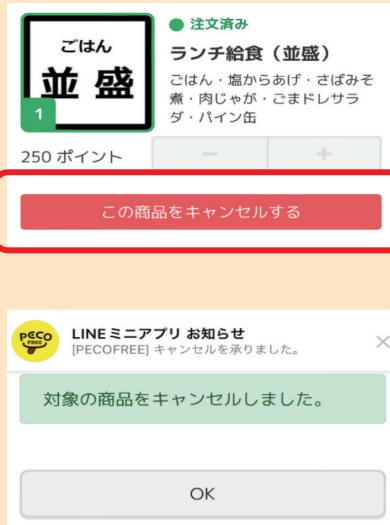 ごはん
並盛
1
注文済み
ランチ給食（並盛）
ごはん・塩からあげ・さばみそ
煮・肉じゃが・ごまドレサラ
ダ・パイン缶
250 ポイント
− +
この商品をキャンセルする
PECO
FREE
LINEミニアプリ お知らせ
[PECOFREE] キャンセルを承りました。
×
対象の商品をキャンセルしました。
OK